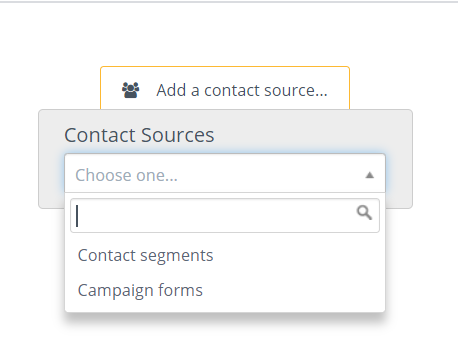 Add a contact source...
Contact Sources
Choose one...
Contact segments
Campaign forms